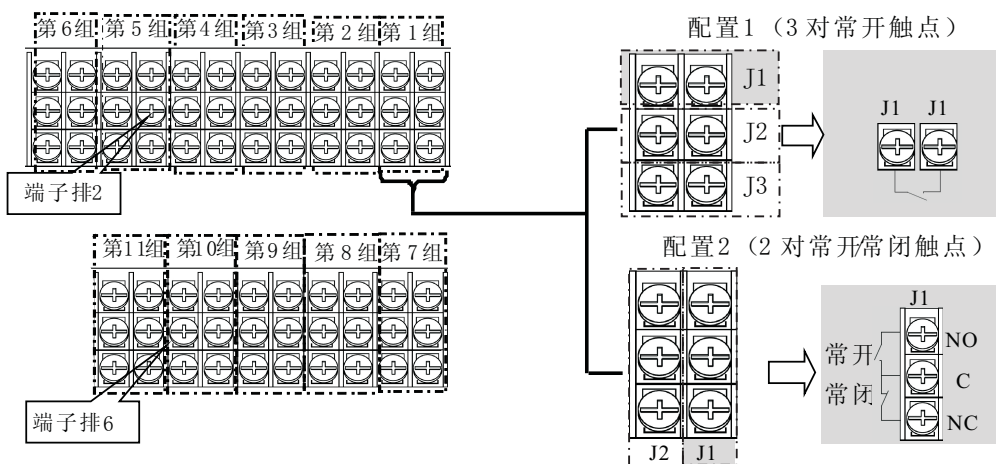 第6组 第5组 第4组 第3组 第2组 第1组
端子排2
第11组 第10组 第9组 第8组 第7组
端子排6
配置1（3对常开触点）
J1
J2
J3
J1 J1
配置2（2对常开/常闭触点）
J2 J1
J1
常开
常闭
NO
C
NC